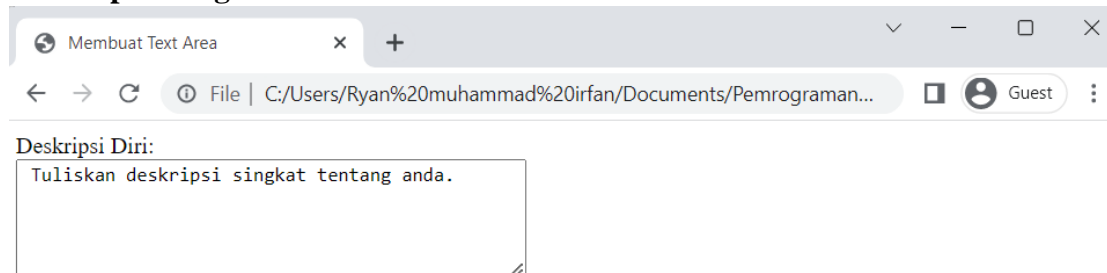 Membuat Text Area
File | C:/Users/Ryan%20muhammad%20irfan/Documents/Pemrograman...
Guest
Deskripsi Diri:
Tuliskan deskripsi singkat tentang anda.